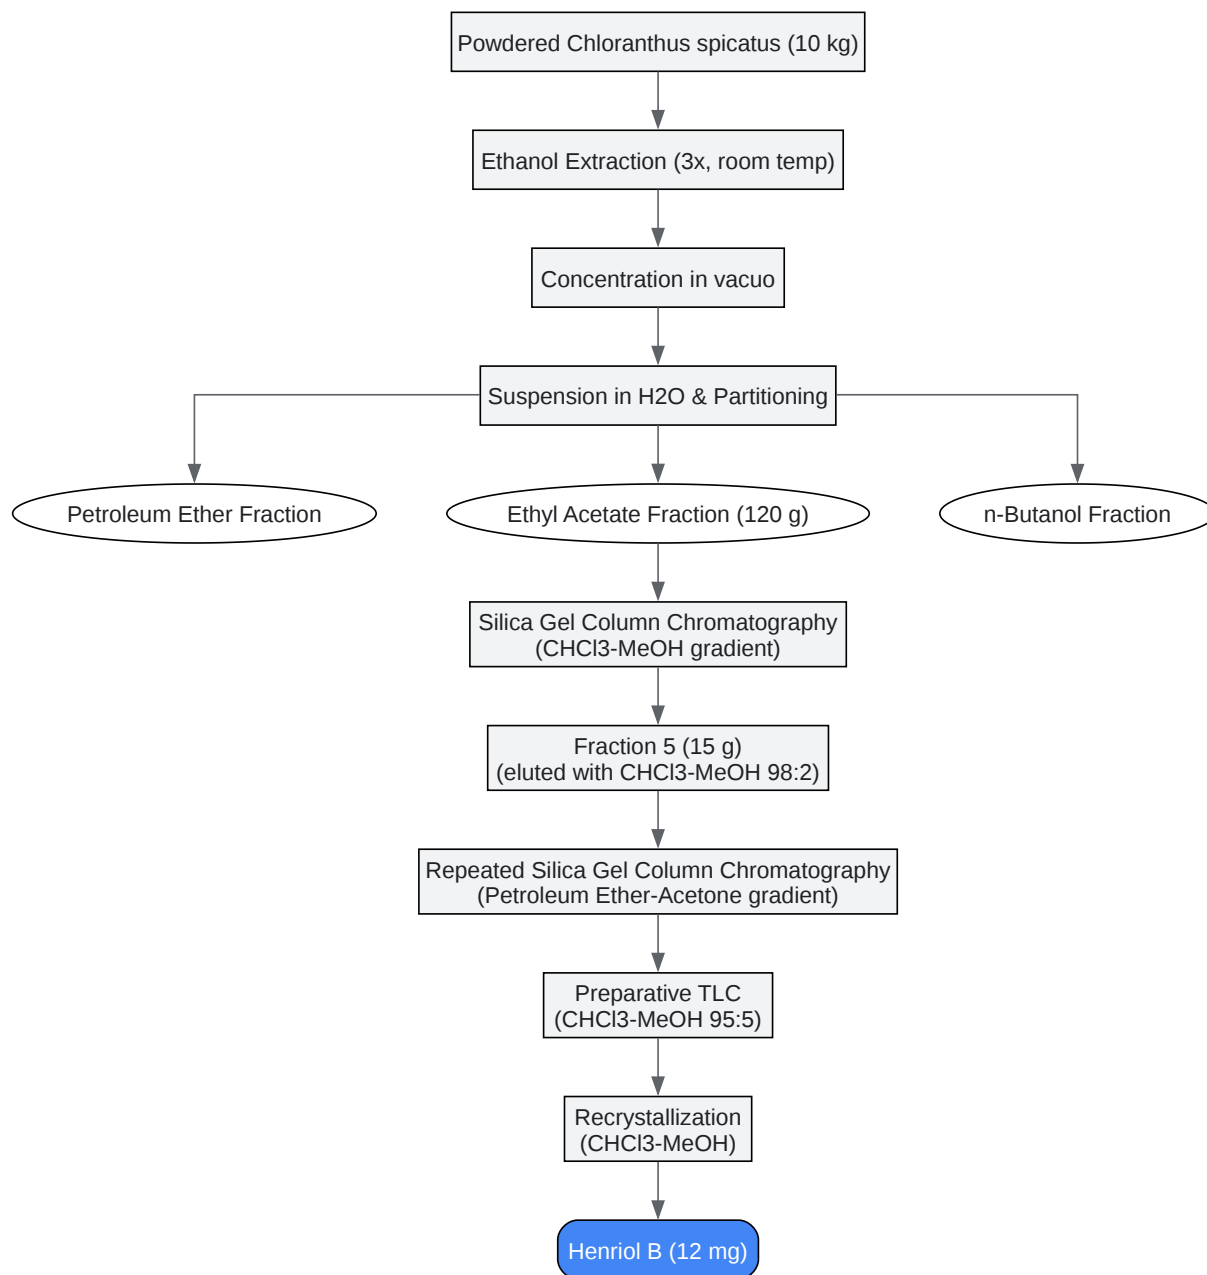 Powdered Chloranthus spicatus (10 kg)
Ethanol Extraction (3x, room temp)
Concentration in vacuo
Suspension in H2O & Partitioning
Petroleum Ether Fraction
Ethyl Acetate Fraction (120 g)
n-Butanol Fraction
Silica Gel Column Chromatography
(CHCl3-MeOH gradient)
Fraction 5 (15 g)
(eluted with CHCl3-MeOH 98:2)
Repeated Silica Gel Column Chromatography
(Petroleum Ether-Acetone gradient)
Preparative TLC
(CHCl3-MeOH 95:5)
Recrystallization
(CHCl3-MeOH)
Henriol B (12 mg)